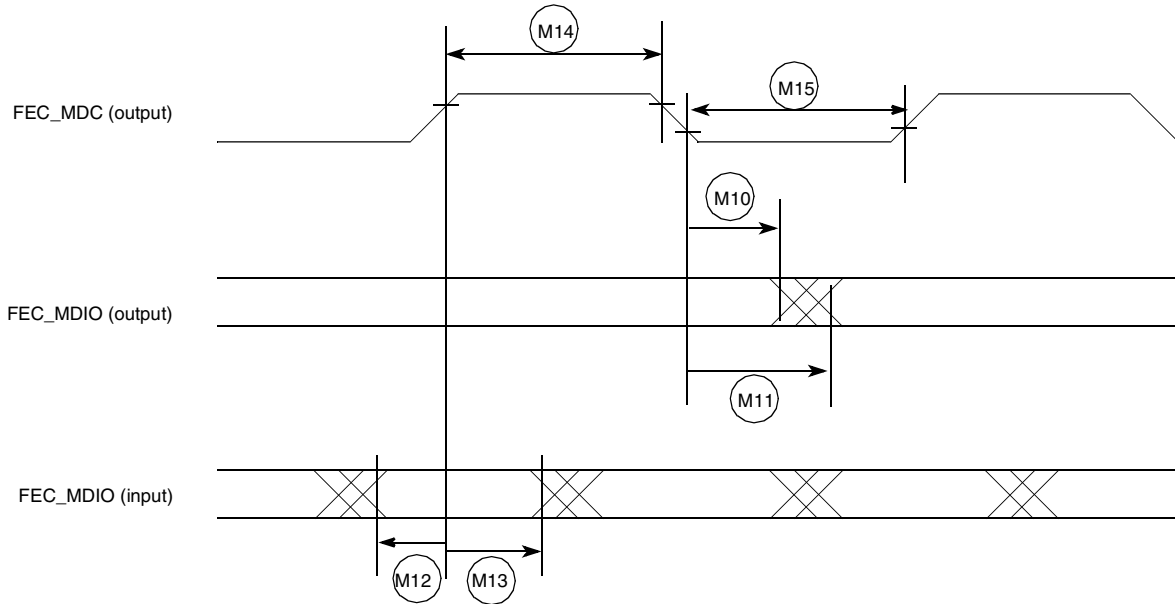 M14
M15
FEC_MDC (output)
M10
FEC_MDIO (output)
M11
FEC_MDIO (input)
M12
M13